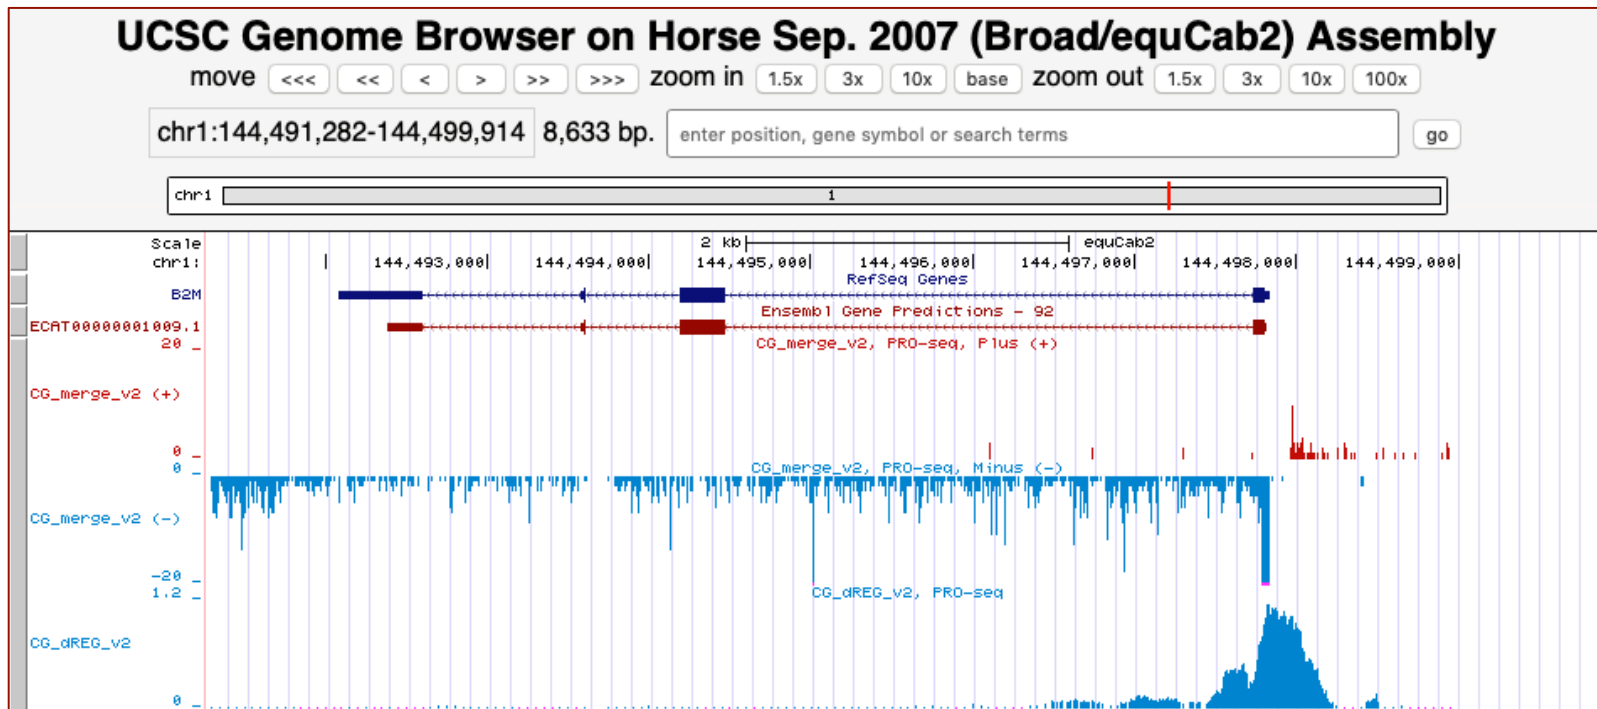 UCSC Genome Browser on Horse Sep. 2007 (Broad/equCab2) Assembly
move <<< << < > >> >>> zoom in 1.5x 3x 10x base zoom out 1.5x 3x 10x 100x
chr1:144,491,282-144,499,914 8,633 bp. enter position, gene symbol or search terms go
chr1 1
Scale 2 kb equCab2
chr1: 144,493,000 144,494,000 144,495,000 144,496,000 144,497,000 144,498,000 144,499,000
RefSeq Genes
B2M
Ensembl Gene Predictions - 92
ECAT00000001009.1
20 _ CG_merge_v2, PRO-seq, Plus (+)
CG_merge_v2 (+)
0 _
0 _ CG_merge_v2, PRO-seq, Minus (-)
CG_merge_v2 (-)
-20 _
1.2 _ CG_dREG_v2, PRO-seq
CG_dREG_v2
0 _